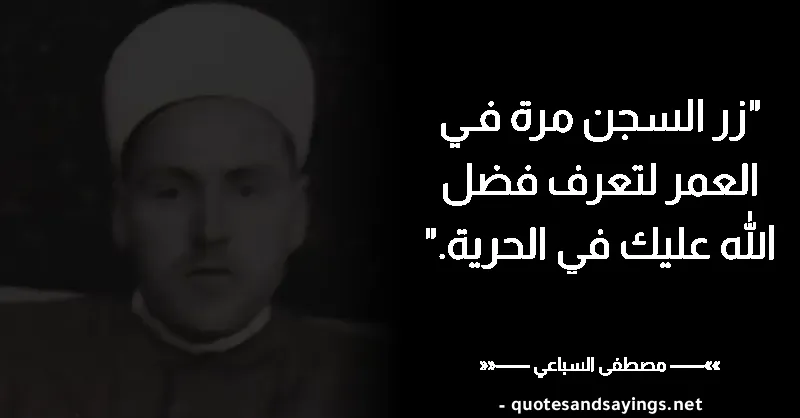 "زر السجن مرة في
العمر لتعرف فضل
الله عليك في الحرية."
»»—— مصطفى السباعي ——««
- quotesandsayings.net